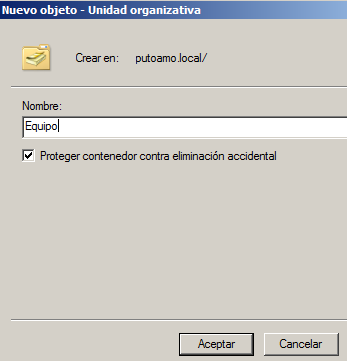 Nuevo objeto - Unidad organizativa
Crear en: putoamo.local/
Nombre:
Equipo
Proteger contenedor contra eliminación accidental
Aceptar Cancelar